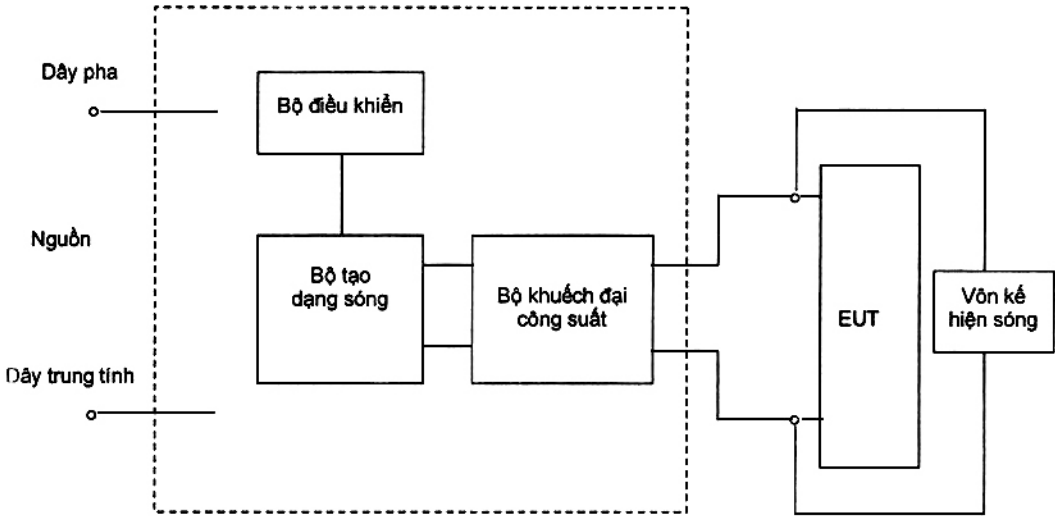 Dây pha
Bộ điều khiển
Nguồn
Bộ tạo
dạng sóng
Bộ khuếch đại
công suất
EUT
Vôn kế
hiện sóng
Dây trung tính